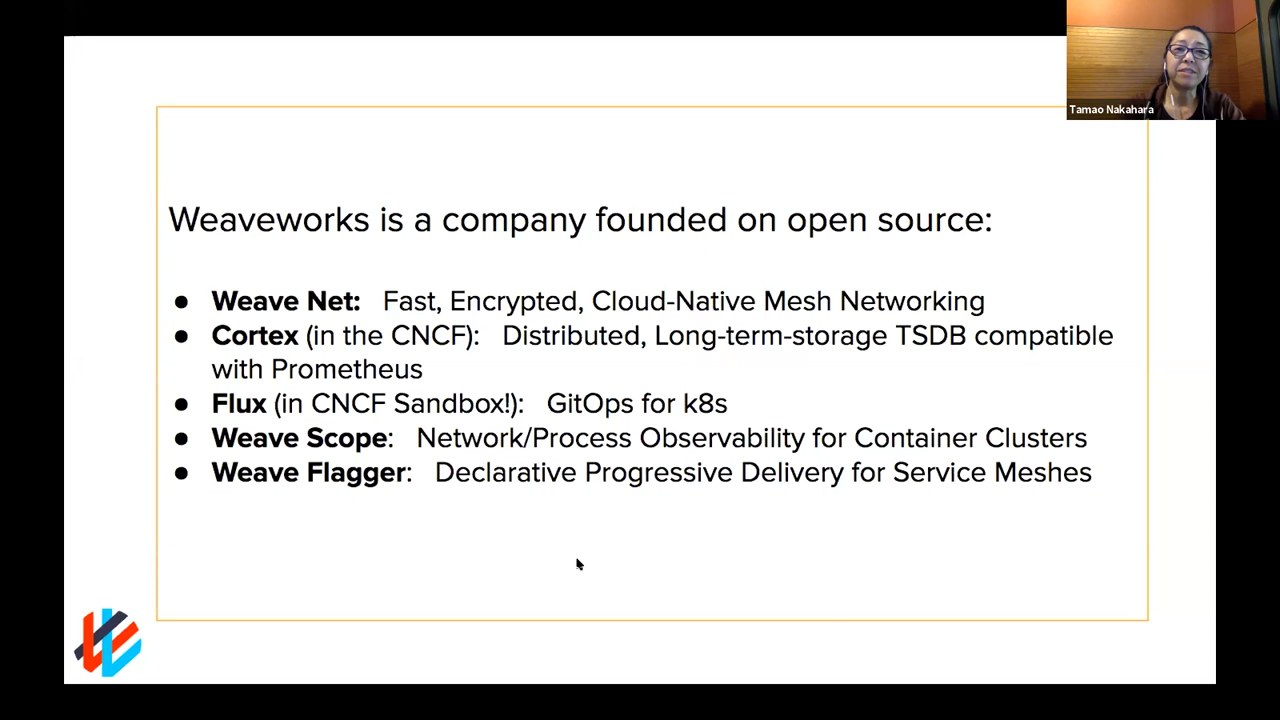 Tamao Nakahara
Weaveworks is a company founded on open source:
● Weave Net: Fast, Encrypted, Cloud-Native Mesh Networking
● Cortex (in the CNCF): Distributed, Long-term-storage TSDB compatible
with Prometheus
● Flux (in CNCF Sandbox!): GitOps for k8s
● Weave Scope: Network/Process Observability for Container Clusters
● Weave Flagger: Declarative Progressive Delivery for Service Meshes